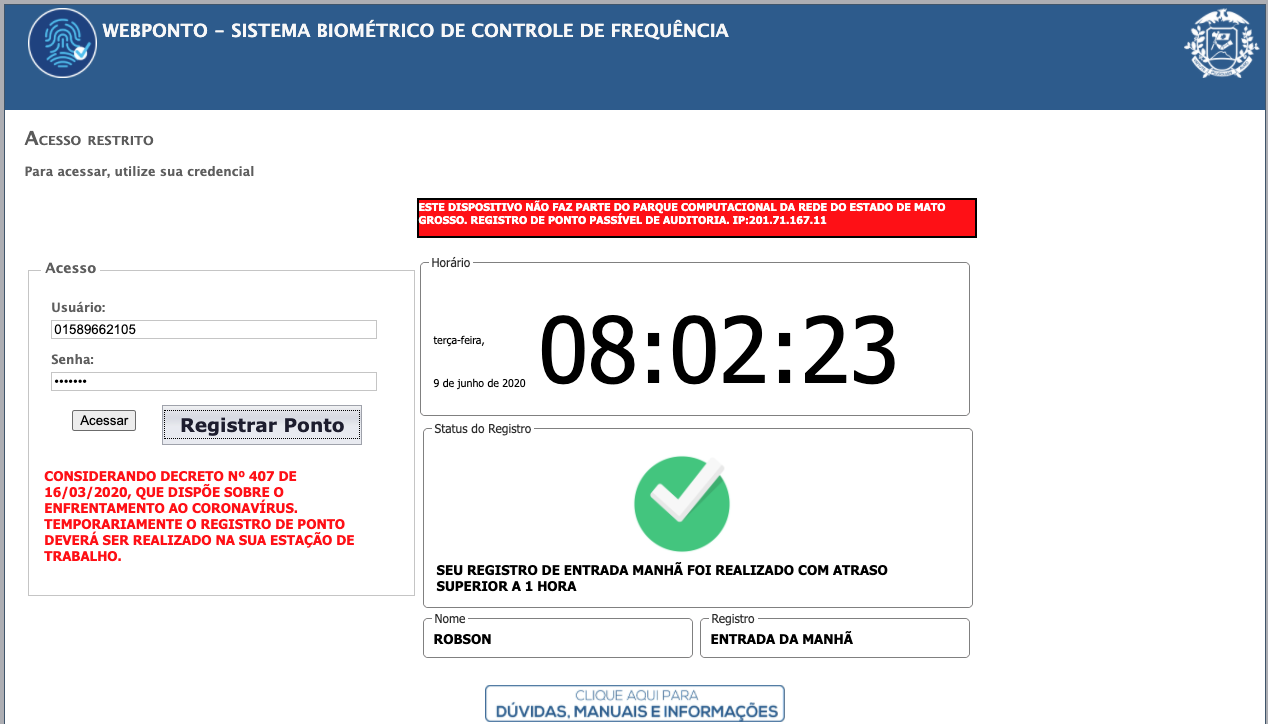 WEBPONTO – SISTEMA BIOMÉTRICO DE CONTROLE DE FREQUÊNCIA
Acesso restrito
Para acessar, utilize sua credencial
ESTE DISPOSITIVO NÃO FAZ PARTE DO PARQUE COMPUTACIONAL DA REDE DO ESTADO DE MATO
GROSSO. REGISTRO DE PONTO PASSÍVEL DE AUDITORIA. IP:201.71.167.11
Acesso
Usuário:
01589662105
Senha:
•••••••
Acessar
Registrar Ponto
CONSIDERANDO DECRETO Nº 407 DE
16/03/2020, QUE DISPÕE SOBRE O
ENFRENTAMENTO AO CORONAVÍRUS.
TEMPORARIAMENTE O REGISTRO DE PONTO
DEVERÁ SER REALIZADO NA SUA ESTAÇÃO DE
TRABALHO.
Horário
terça-feira,
9 de junho de 2020
08:02:23
Status do Registro
SEU REGISTRO DE ENTRADA MANHÃ FOI REALIZADO COM ATRASO
SUPERIOR A 1 HORA
Nome
ROBSON
Registro
ENTRADA DA MANHÃ
CLIQUE AQUI PARA
DÚVIDAS, MANUAIS E INFORMAÇÕES